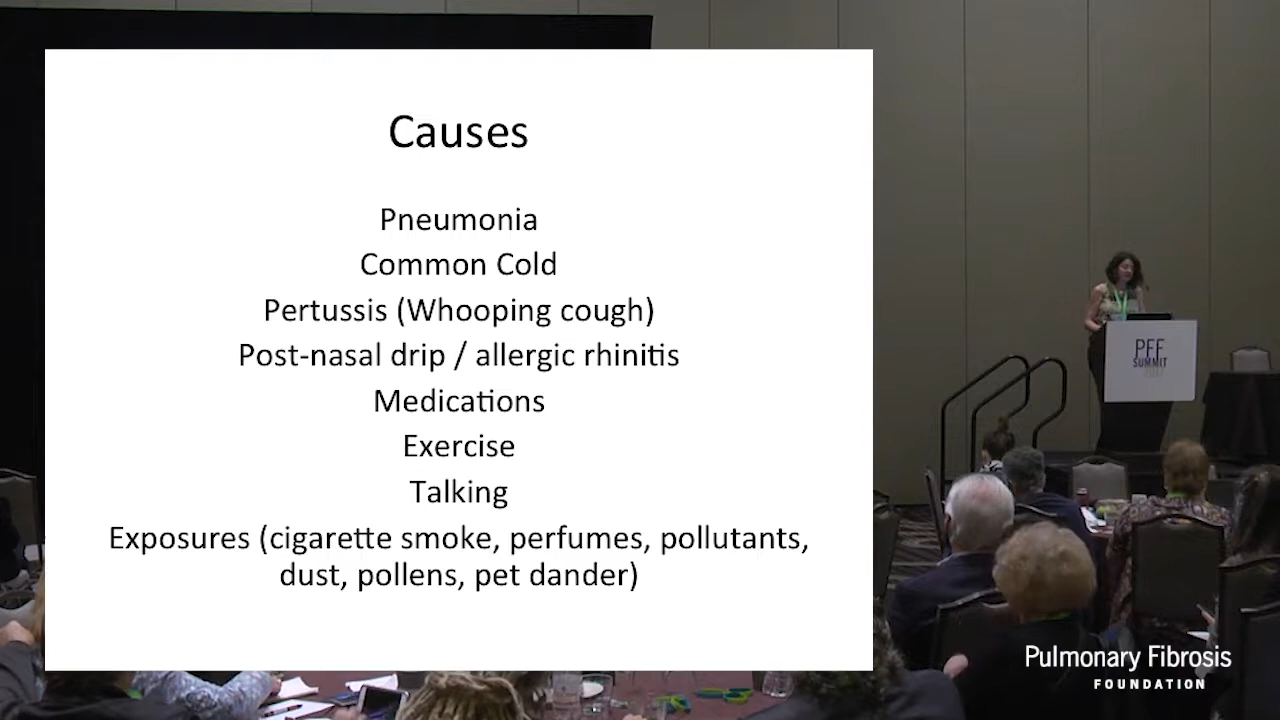 Causes
Pneumonia
Common Cold
Pertussis (Whooping cough)
Post-nasal drip / allergic rhinitis
Medications
Exercise
Talking
Exposures (cigarette smoke, perfumes, pollutants,
dust, pollens, pet dander)
PFF
SUMMIT
Pulmonary Fibrosis
FOUNDATION